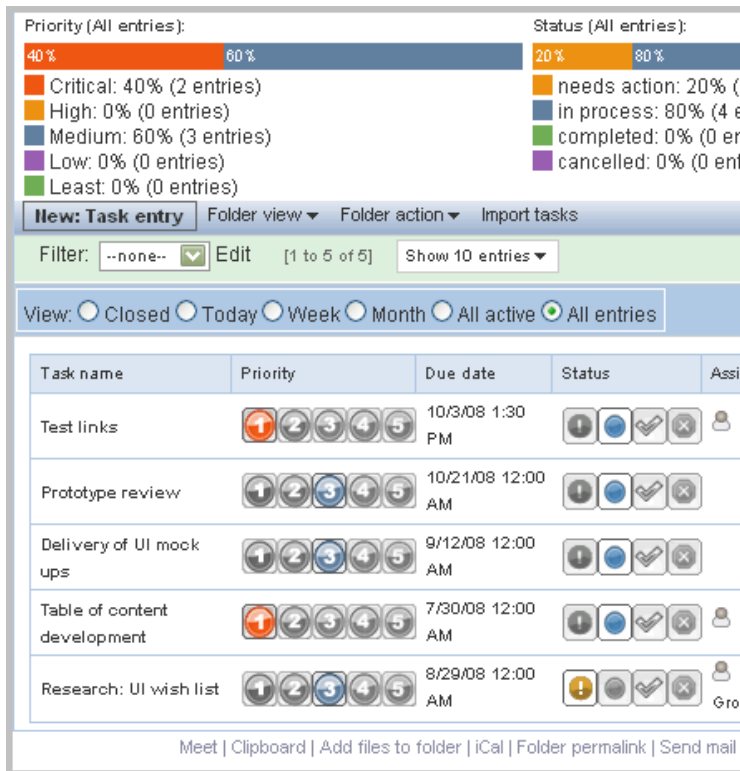 Priority (All entries):
Status (All entries):
40% 60%
20% 80%
Critical: 40% (2 entries)
High: 0% (0 entries)
Medium: 60% (3 entries)
Low: 0% (0 entries)
Least: 0% (0 entries)
needs action: 20% (
in process: 80% (4 e
completed: 0% (0 en
cancelled: 0% (0 ent
New: Task entry Folder view Folder action Import tasks
Filter: --none-- Edit [1 to 5 of 5] Show 10 entries
View: Closed Today Week Month All active All entries
Task name Priority Due date Status Assi
Test links 1 2 3 4 5 10/3/08 1:30
PM
Prototype review 1 2 3 4 5 10/21/08 12:00
AM
Delivery of UI mock
ups 1 2 3 4 5 9/12/08 12:00
AM
Table of content
development 1 2 3 4 5 7/30/08 12:00
AM
Research: UI wish list 1 2 3 4 5 8/29/08 12:00
AM
Gro
Meet | Clipboard | Add files to folder | iCal | Folder permalink | Send mail